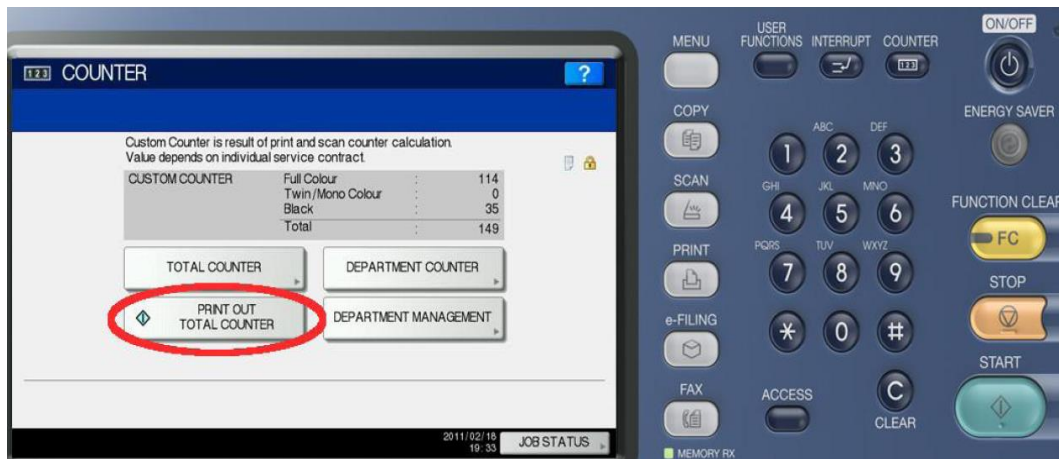 123 COUNTER
?
Custom Counter is result of print and scan counter calculation.
Value depends on individual service contract.
CUSTOM COUNTER Full Colour : 114
Twin/Mono Colour : 0
Black : 35
Total : 149
TOTAL COUNTER
DEPARTMENT COUNTER
PRINT OUT
TOTAL COUNTER
DEPARTMENT MANAGEMENT
2011/02/16
19:33
JOB STATUS
MENU
USER
FUNCTIONS
INTERRUPT
COUNTER
123
ON/OFF
COPY
ENERGY SAVER
ABC
DEF
1
2
3
SCAN
GHI
JKL
MNO
4
5
6
FUNCTION CLEAR
FC
PRINT
PQRS
TUV
WXYZ
7
8
9
STOP
e-FILING
*
0
#
START
FAX
ACCESS
C
CLEAR
MEMORY RX